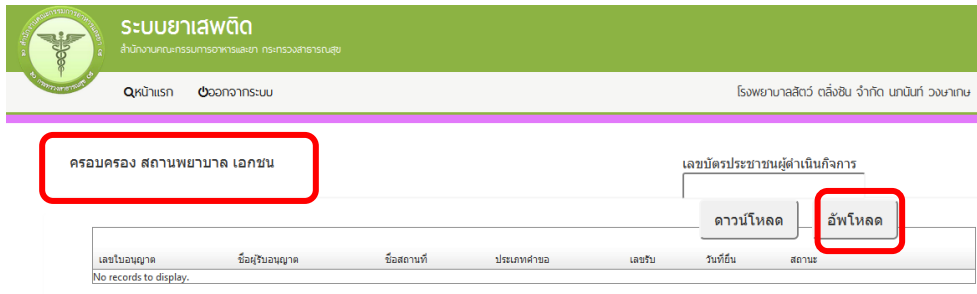 ระบบยาเสพติด
สำนักงานคณะกรรมการอาหารและยา กระทรวงสาธารณสุข
หน้าแรก ออกจากระบบ โรงพยาบาลสัตว์ ตลิ่งชัน จำกัด นกนันท์ วงษาเกษ
ครอบครอง สถานพยาบาล เอกชน
เลขบัตรประชาชนผู้ดำเนินกิจการ
ดาวน์โหลด อัพโหลด
เลขใบอนุญาต ชื่อผู้รับอนุญาต ชื่อสถานที่ ประเภทคำขอ เลขรับ วันที่ยื่น สถานะ
No records to display.